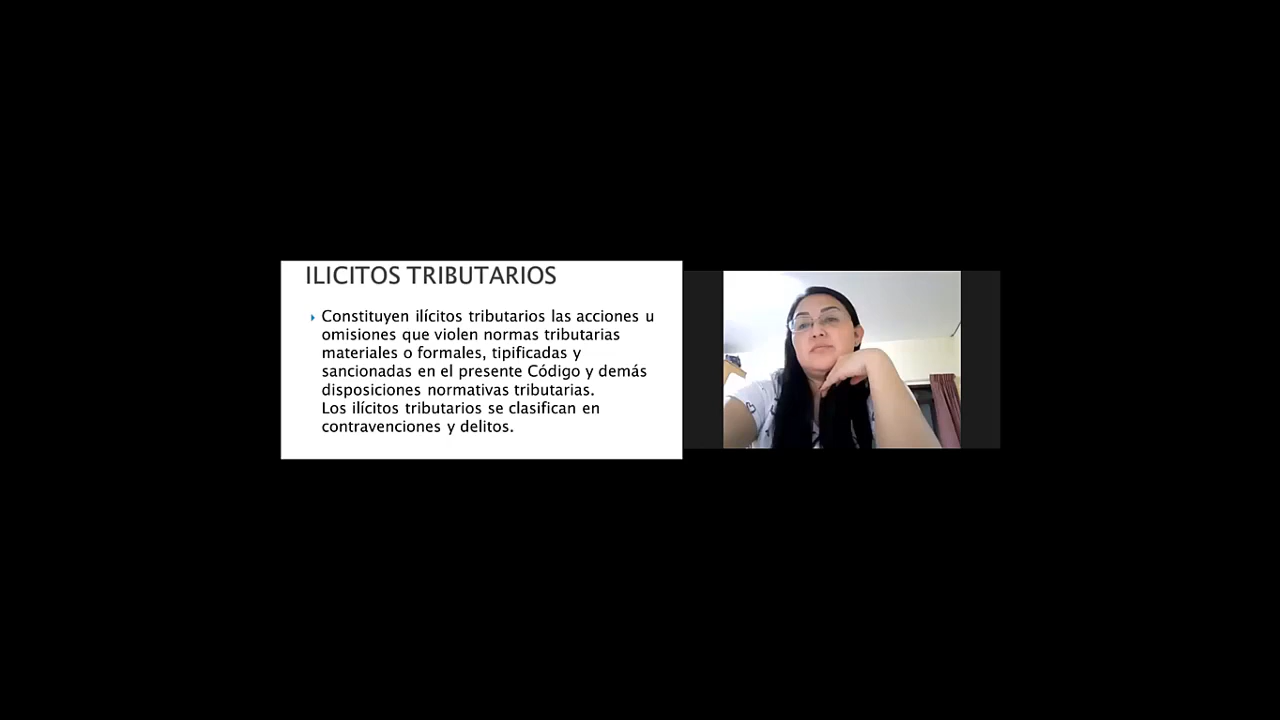 ILICITOS TRIBUTARIOS
Constituyen ilícitos tributarios las acciones u
omisiones que violen normas tributarias
materiales o formales, tipificadas y
sancionadas en el presente Código y demás
disposiciones normativas tributarias.
Los ilícitos tributarios se clasifican en
contravenciones y delitos.